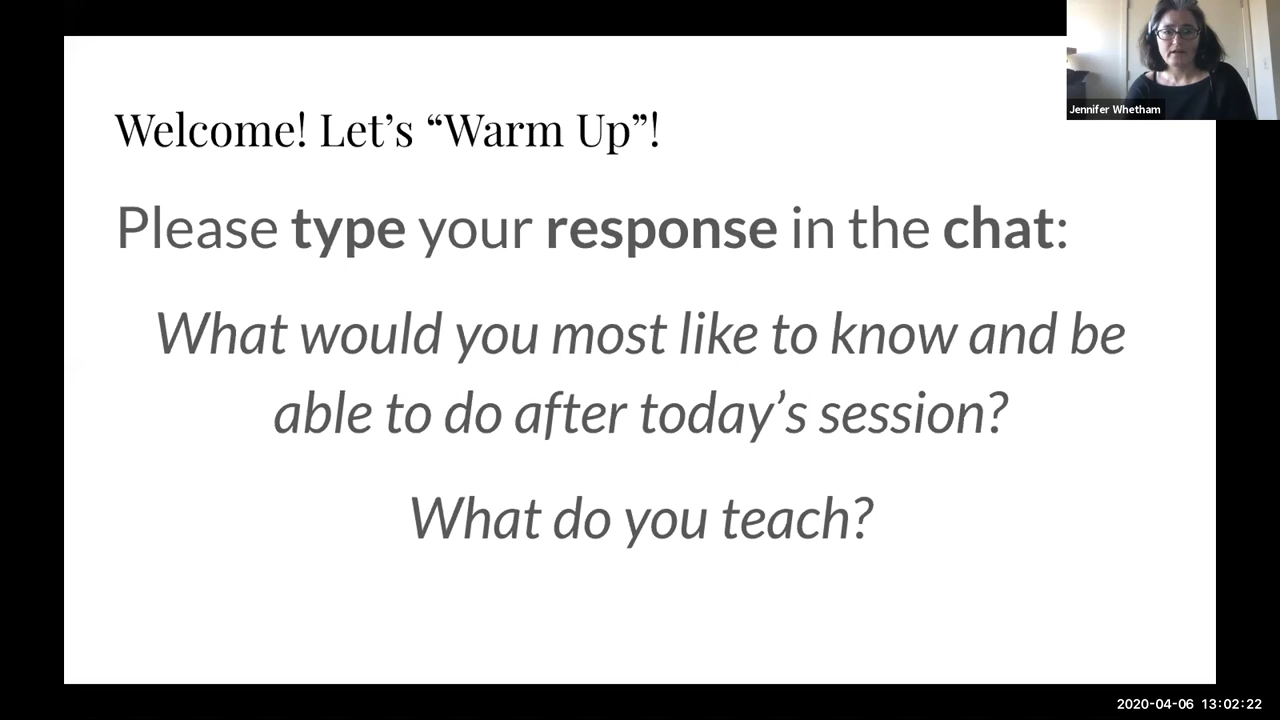 Jennifer Whetham
Welcome! Let’s “Warm Up”!
Please type your response in the chat:
What would you most like to know and be
able to do after today’s session?
What do you teach?
2020-04-06 13:02:22